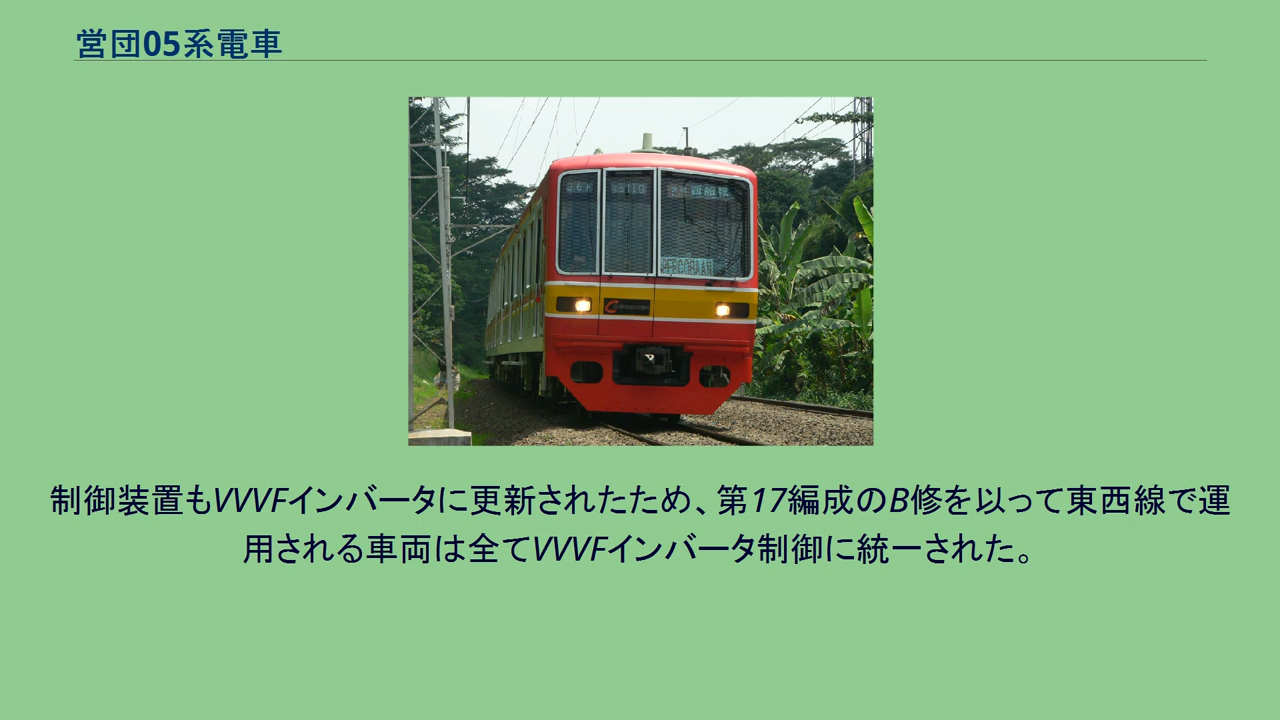 営団05系電車
制御装置もVVVFインバータに更新されたため、第17編成のB修を以って東西線で運
用される車両は全てVVVFインバータ制御に統一された。